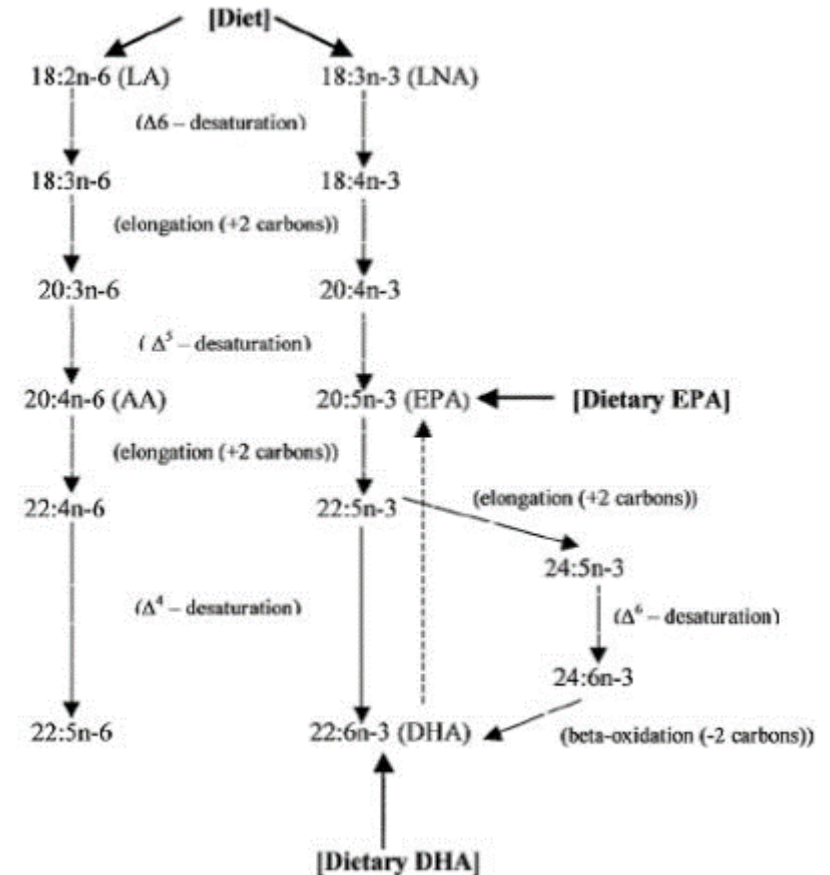 [Diet]
18:2n-6 (LA) 18:3n-3 (LNA)
(Δ6 – desaturation)
18:3n-6 18:4n-3
(elongation (+2 carbons))
20:3n-6 20:4n-3
( Δ⁵ – desaturation)
20:4n-6 (AA) 20:5n-3 (EPA) [Dietary EPA]
(elongation (+2 carbons))
22:4n-6 22:5n-3 (elongation (+2 carbons))
24:5n-3
(Δ⁴ – desaturation) (Δ⁶ – desaturation)
24:6n-3
22:5n-6 22:6n-3 (DHA) (beta-oxidation (-2 carbons))
[Dietary DHA]